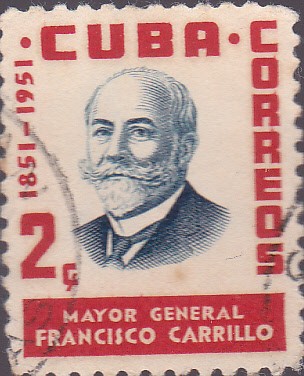 · CUBA ·
1851-1951
CORREOS
2¢
MAYOR GENERAL
FRANCISCO CARRILLO